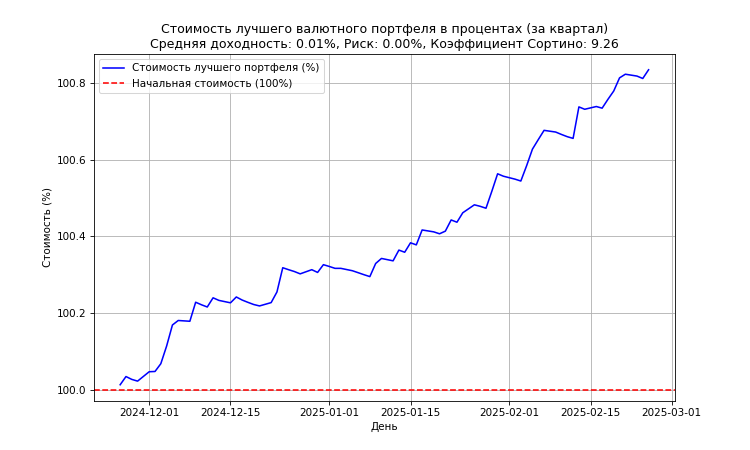 Стоимость лучшего валютного портфеля в процентах (за квартал)
Средняя доходность: 0.01%, Риск: 0.00%, Коэффициент Сортино: 9.26
Стоимость лучшего портфеля (%)
Начальная стоимость (100%)
Стоимость (%)
100.8
100.6
100.4
100.2
100.0
2024-12-01
2024-12-15
2025-01-01
2025-01-15
2025-02-01
2025-02-15
2025-03-01
День